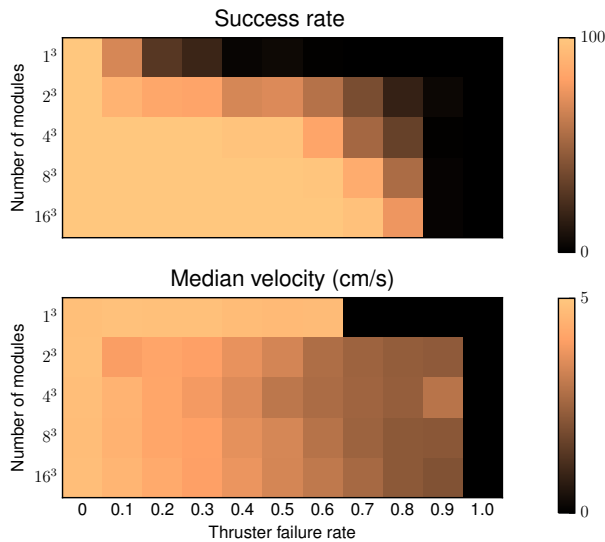 Success rate
100
0
Number of modules
1³
2³
4³
8³
16³
Median velocity (cm/s)
5
0
Number of modules
1³
2³
4³
8³
16³
0 0.1 0.2 0.3 0.4 0.5 0.6 0.7 0.8 0.9 1.0
Thruster failure rate